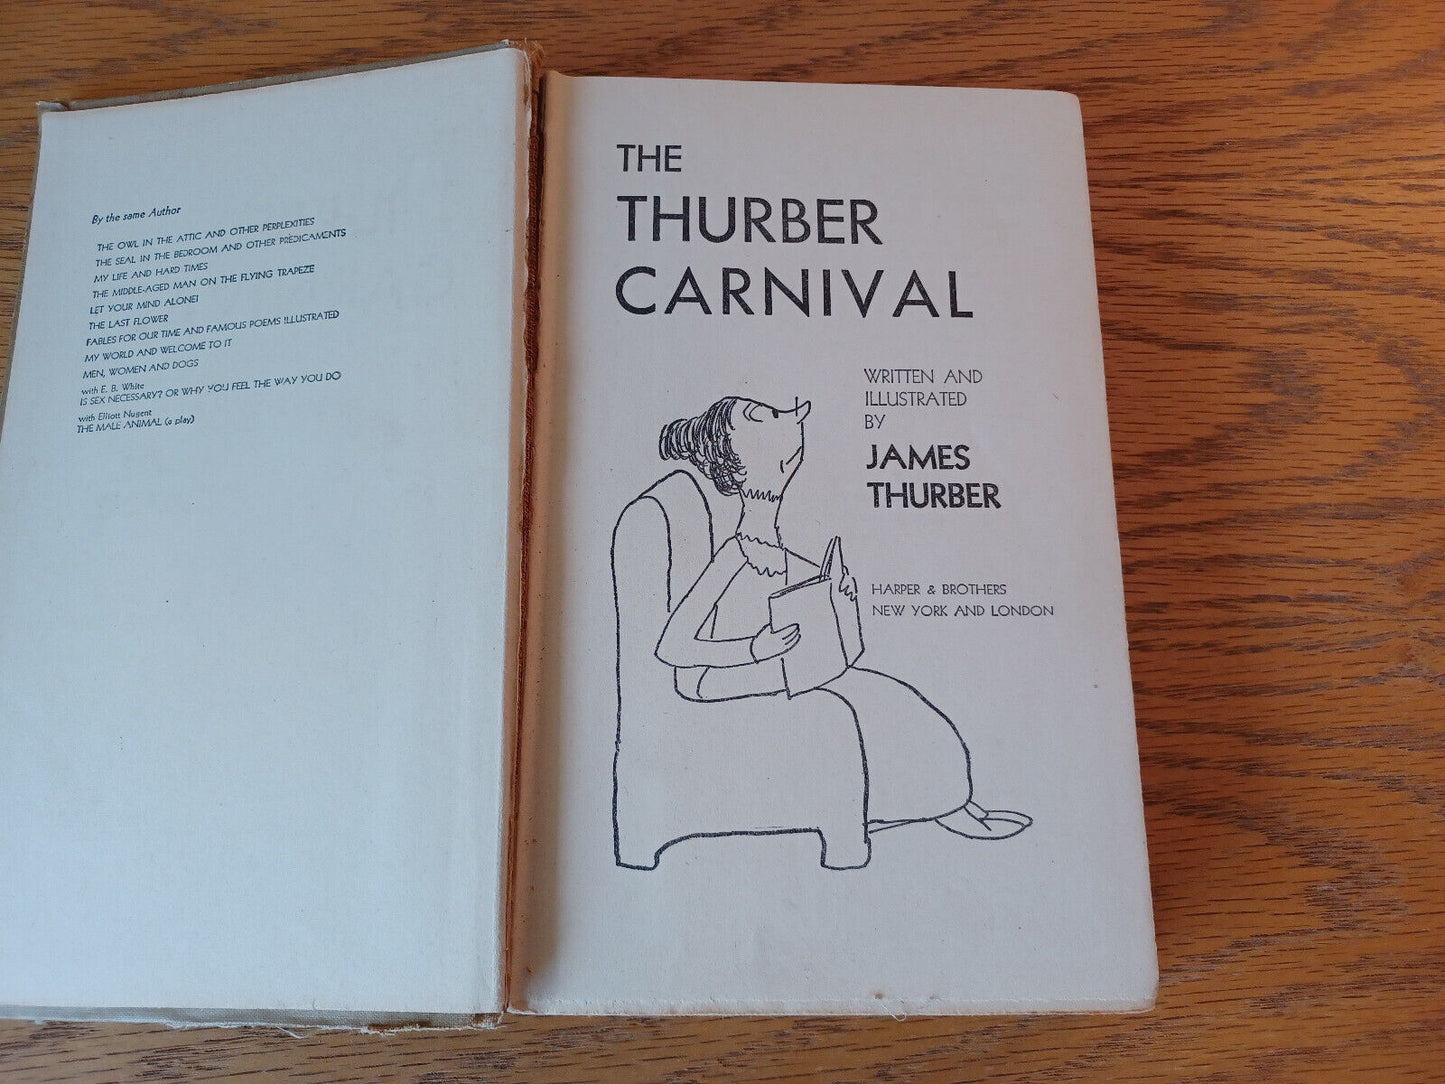 By the same Author
THE OWL IN THE ATTIC AND OTHER PERPLEXITIES
THE SEAL IN THE BEDROOM AND OTHER PREDICAMENTS
MY LIFE AND HARD TIMES
THE MIDDLE-AGED MAN ON THE FLYING TRAPEZE
LET YOUR MIND ALONE!
THE LAST FLOWER
FABLES FOR OUR TIME AND FAMOUS POEMS ILLUSTRATED
MY WORLD AND WELCOME TO IT
MEN, WOMEN AND DOGS
with E. B. White
IS SEX NECESSARY? OR WHY YOU FEEL THE WAY YOU DO
with Elliott Nugent
THE MALE ANIMAL (a play)
THE
THURBER
CARNIVAL
WRITTEN AND
ILLUSTRATED
BY
JAMES
THURBER
HARPER & BROTHERS
NEW YORK AND LONDON